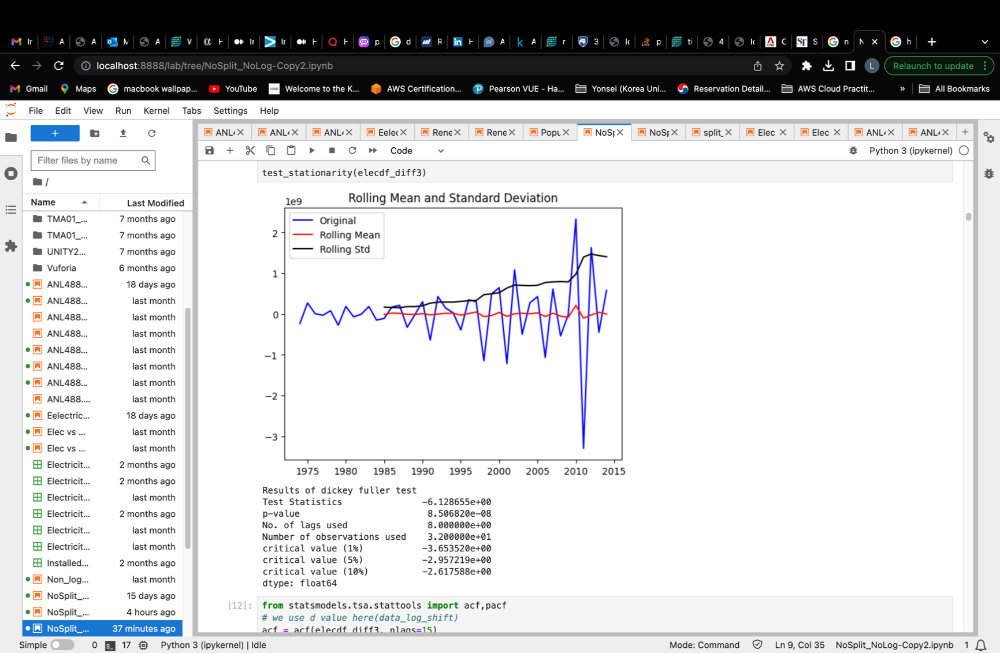 Ir
A
A
M
A
V
H
Ir
Ir
H
H
p
d
R
H
A
A
r
3
Ic
p
ti
4
Ic
C
S
n
N
h
localhost:8888/lab/tree/NoSplit_NoLog-Copy2.ipynb
L
Relaunch to update
Gmail
Maps
macbook wallpap...
YouTube
Welcome to the K...
AWS Certification...
Pearson VUE - Ha...
Yonsei (Korea Uni...
Reservation Detail...
AWS Cloud Practit...
»
All Bookmarks
File Edit View Run Kernel Tabs Settings Help
ANL4
ANL4
ANL4
Eelec
Rene
Rene
Popu
NoSp
NoSp
split_
Elec
Elec
ANL4
ANL4
Code
Python 3 (ipykernel)
Filter files by name
/
Name Last Modified
TMA01_... 7 months ago
TMA01_... 7 months ago
UNITY2... 7 months ago
Vuforia 6 months ago
ANL488... 18 days ago
ANL488... last month
ANL488... last month
ANL488... last month
ANL488... last month
ANL488... last month
ANL488... last month
ANL488.... last month
Eelectric... 18 days ago
Elec vs ... last month
Elec vs ... last month
Electricit... 2 months ago
Electricit... 2 months ago
Electricit... last month
Electricit... 2 months ago
Electricit... last month
Electricit... last month
Installed... 2 months ago
Non_log... last month
NoSplit_... 15 days ago
NoSplit_... 4 hours ago
NoSplit_... 37 minutes ago
test_stationarity(elecdf_diff3)
1e9
Rolling Mean and Standard Deviation
Original
Rolling Mean
Rolling Std
2
1
0
−1
−2
−3
1975 1980 1985 1990 1995 2000 2005 2010 2015
Results of dickey fuller test
Test Statistics -6.128655e+00
p-value 8.506820e-08
No. of lags used 8.000000e+00
Number of observations used 3.200000e+01
critical value (1%) -3.653520e+00
critical value (5%) -2.957219e+00
critical value (10%) -2.617588e+00
dtype: float64
[12]:
from statsmodels.tsa.stattools import acf,pacf
# we use d value here(data_log_shift)
acf = acf(elecdf_diff3, nlags=15)
Simple 0 17 Python 3 (ipykernel) | Idle Mode: Command Ln 9, Col 35 NoSplit_NoLog-Copy2.ipynb 1